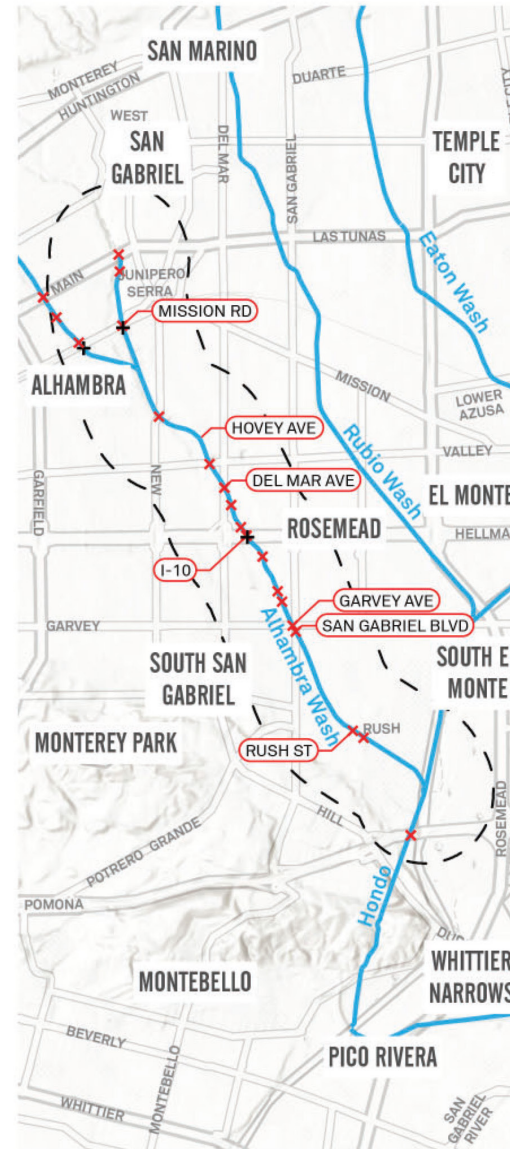 SAN MARINO
MONTEREY
HUNTINGTON
DUARTE
WEST
SAN
GABRIEL
DEL MAR
SAN GABRIEL
TEMPLE
CITY
LAS TUNAS
MAIN
JUNIPERO
SERRA
Eaton Wash
MISSION RD
ALHAMBRA
MISSION
LOWER
AZUSA
HOVEY AVE
VALLEY
Rubio Wash
GARFIELD
NEW
DEL MAR AVE
EL MONTE
ROSEMEAD
HELLMA
I-10
GARVEY AVE
GARVEY
SAN GABRIEL BLVD
Alhambra Wash
SOUTH SAN
GABRIEL
SOUTH E
MONTE
RUSH
MONTEREY PARK
RUSH ST
HILL
ROSEMEAD
POTRERO GRANDE
POMONA
Hondo
MONTEBELLO
WHITTIER
NARROWS
BEVERLY
PICO RIVERA
MONTEBELLO
WHITTIER
SAN
GABRIEL
RIVER